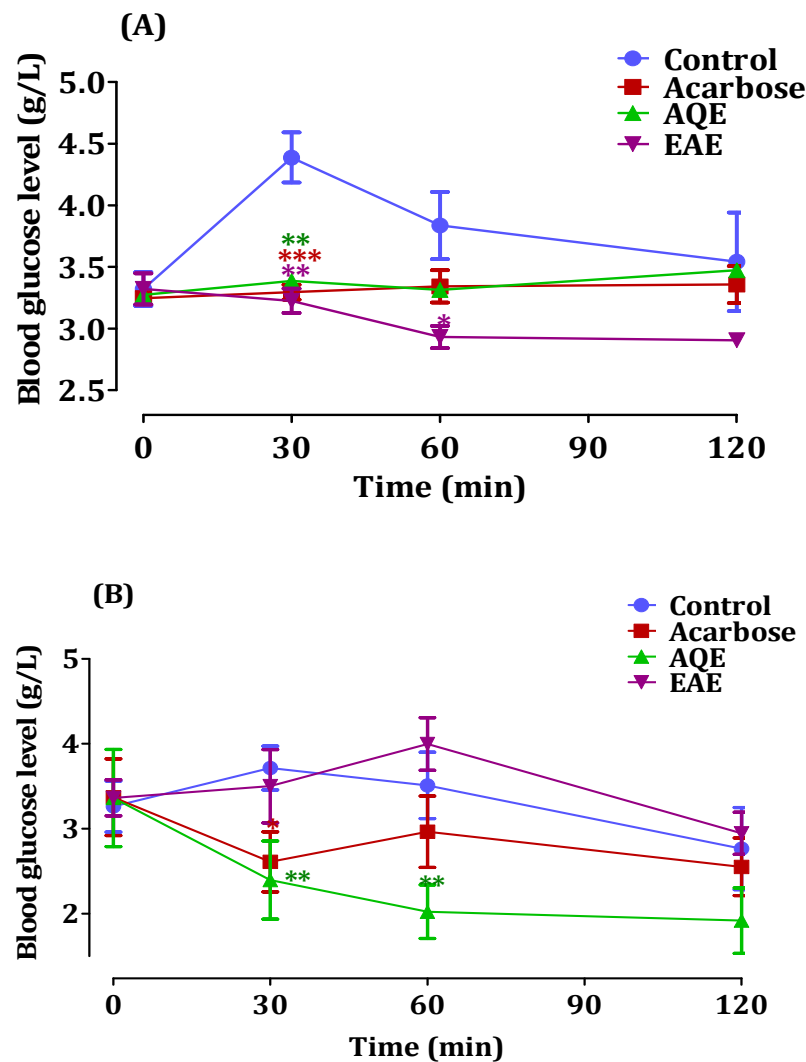 (A)
Control
Acarbose
AQE
EAE
Blood glucose level (g/L)
5.0
4.5
4.0
3.5
3.0
2.5
**
***
**
*
0
30
60
90
120
Time (min)
(B)
Control
Acarbose
AQE
EAE
Blood glucose level (g/L)
5
4
3
2
*
**
**
0
30
60
90
120
Time (min)